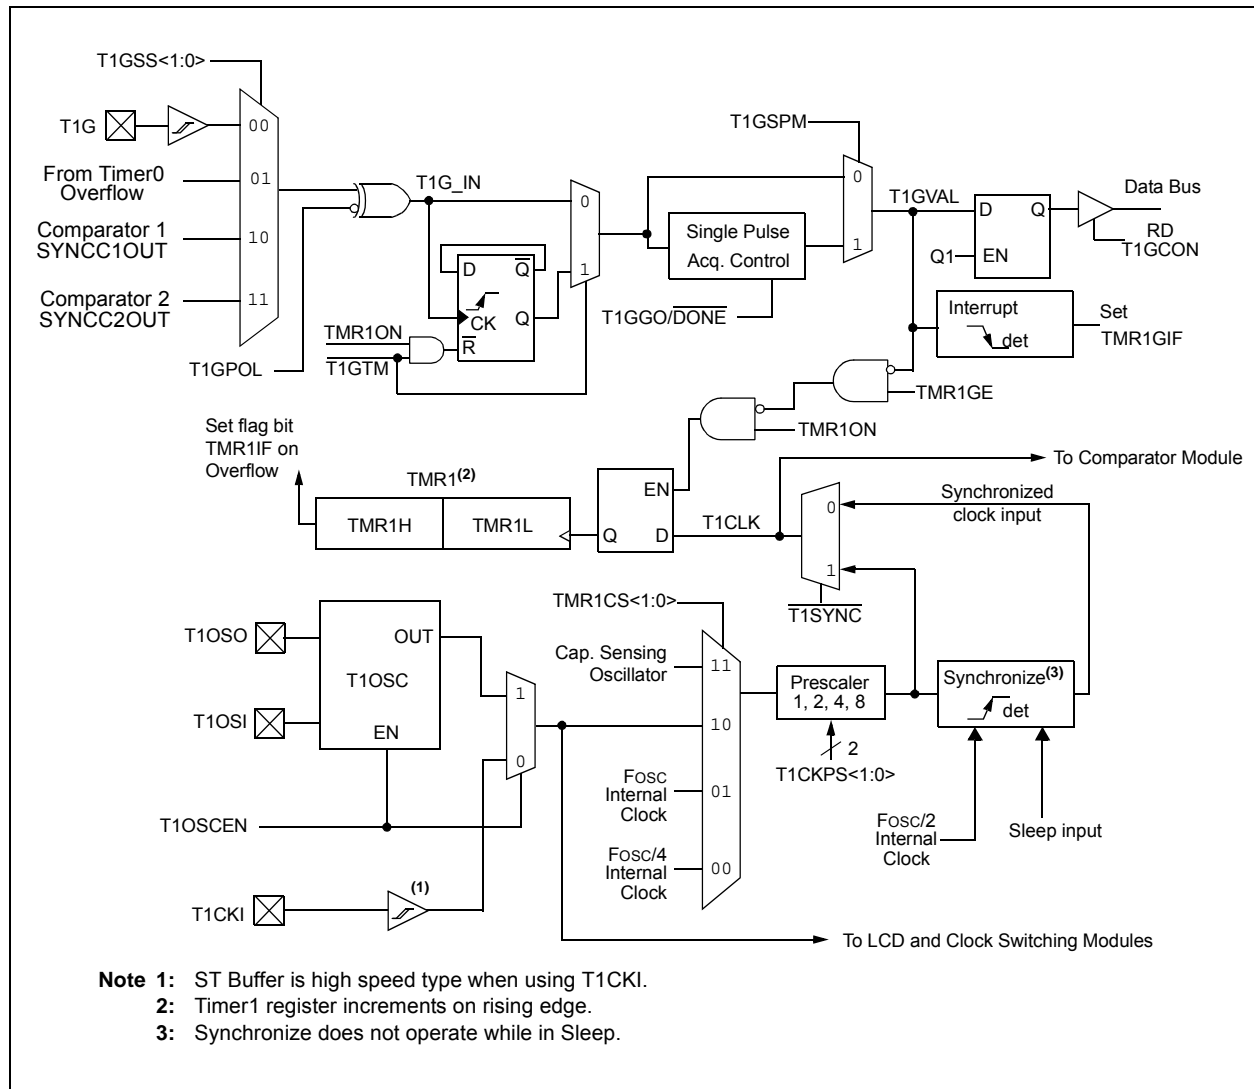 T1GSS<1:0>
T1G
00
From Timer0
Overflow
01
Comparator 1
SYNCC1OUT
10
Comparator 2
SYNCC2OUT
11
T1GPOL
T1G_IN
0
1
D
Q
CK
Q
R
TMR1ON
T1GTM
T1GSPM
0
1
Single Pulse
Acq. Control
T1GGO/DONE
T1GVAL
D
Q
Q1
EN
Data Bus
RD
T1GCON
Interrupt
det
Set
TMR1GIF
TMR1GE
TMR1ON
Set flag bit
TMR1IF on
Overflow
TMR1(2)
TMR1H
TMR1L
EN
Q
D
T1CLK
To Comparator Module
0
1
Synchronized
clock input
T1SYNC
T1OSO
OUT
T1OSC
T1OSI
EN
1
0
T1OSCEN
T1CKI
(1)
TMR1CS<1:0>
Cap. Sensing
Oscillator
11
10
FOSC
Internal
Clock
01
FOSC/4
Internal
Clock
00
Prescaler
1, 2, 4, 8
2
T1CKPS<1:0>
Synchronize(3)
det
FOSC/2
Internal
Clock
Sleep input
To LCD and Clock Switching Modules
Note 1: ST Buffer is high speed type when using T1CKI.
2: Timer1 register increments on rising edge.
3: Synchronize does not operate while in Sleep.